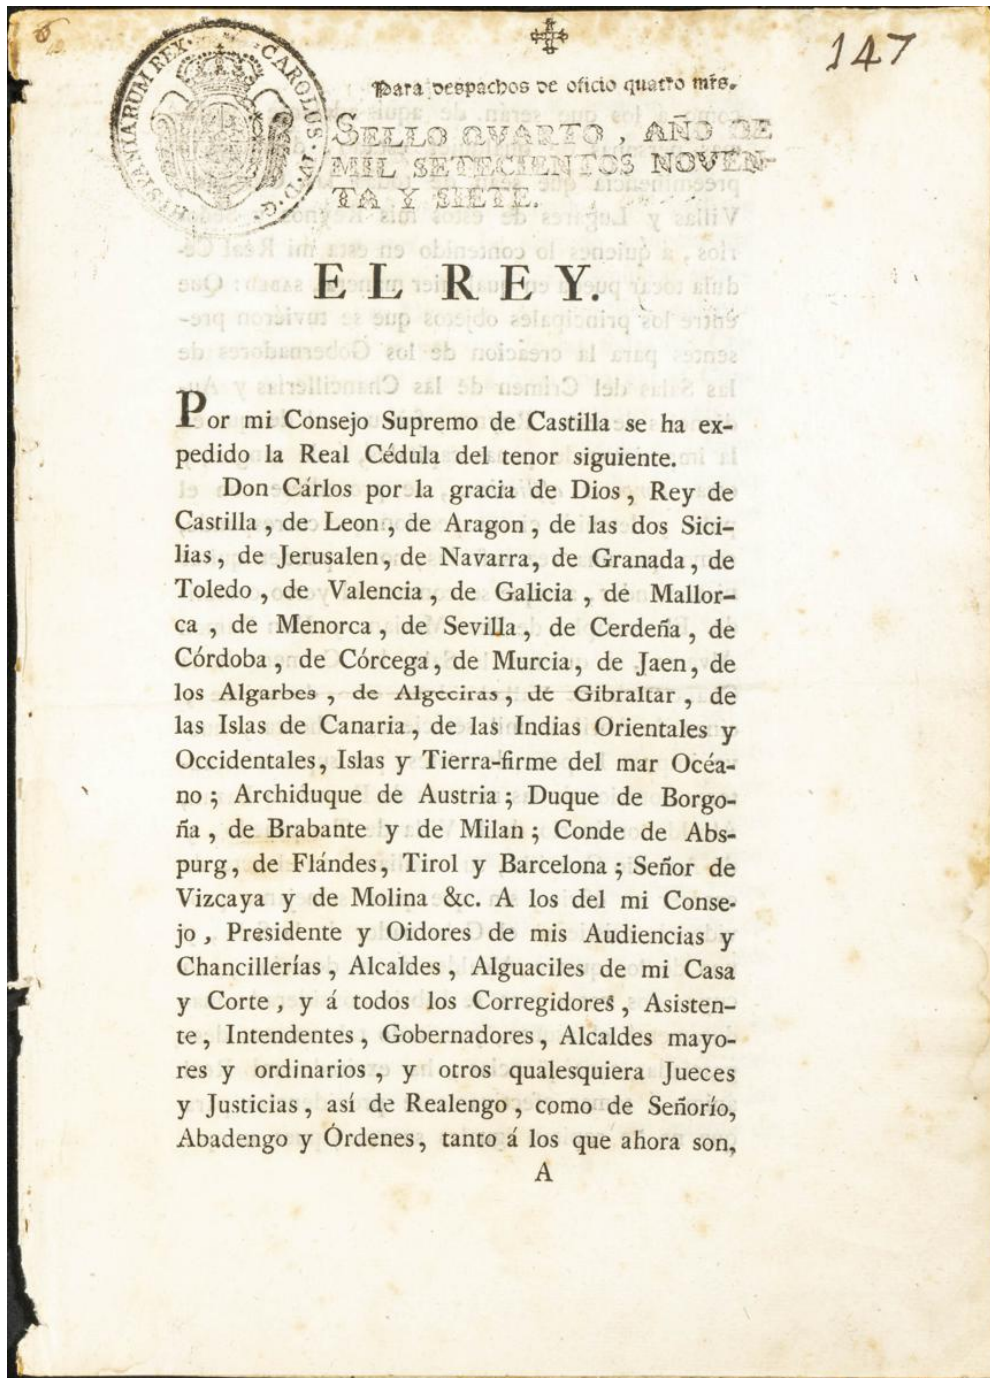 147
Para despachos de oficio quatro mrs.
SELLO QVARTO, AÑO DE
MIL SETECIENTOS NOVEN-
TA Y SIETE.
CAROLUS·IV·D·G·HISPANIARUM REX·
EL REY.
Por mi Consejo Supremo de Castilla se ha ex-
pedido la Real Cédula del tenor siguiente.
Don Cárlos por la gracia de Dios, Rey de
Castilla, de Leon, de Aragon, de las dos Sici-
lias, de Jerusalen, de Navarra, de Granada, de
Toledo, de Valencia, de Galicia, de Mallor-
ca, de Menorca, de Sevilla, de Cerdeña, de
Córdoba, de Córcega, de Murcia, de Jaen, de
los Algarbes, de Algeciras, de Gibraltar, de
las Islas de Canaria, de las Indias Orientales y
Occidentales, Islas y Tierra-firme del mar Océa-
no; Archiduque de Austria; Duque de Borgo-
ña, de Brabante y de Milan; Conde de Abs-
purg, de Flándes, Tirol y Barcelona; Señor de
Vizcaya y de Molina &c. A los del mi Conse-
jo, Presidente y Oidores de mis Audiencias y
Chancillerías, Alcaldes, Alguaciles de mi Casa
y Corte, y á todos los Corregidores, Asisten-
te, Intendentes, Gobernadores, Alcaldes mayo-
res y ordinarios, y otros qualesquiera Jueces
y Justicias, así de Realengo, como de Señorío,
Abadengo y Órdenes, tanto á los que ahora son,
A